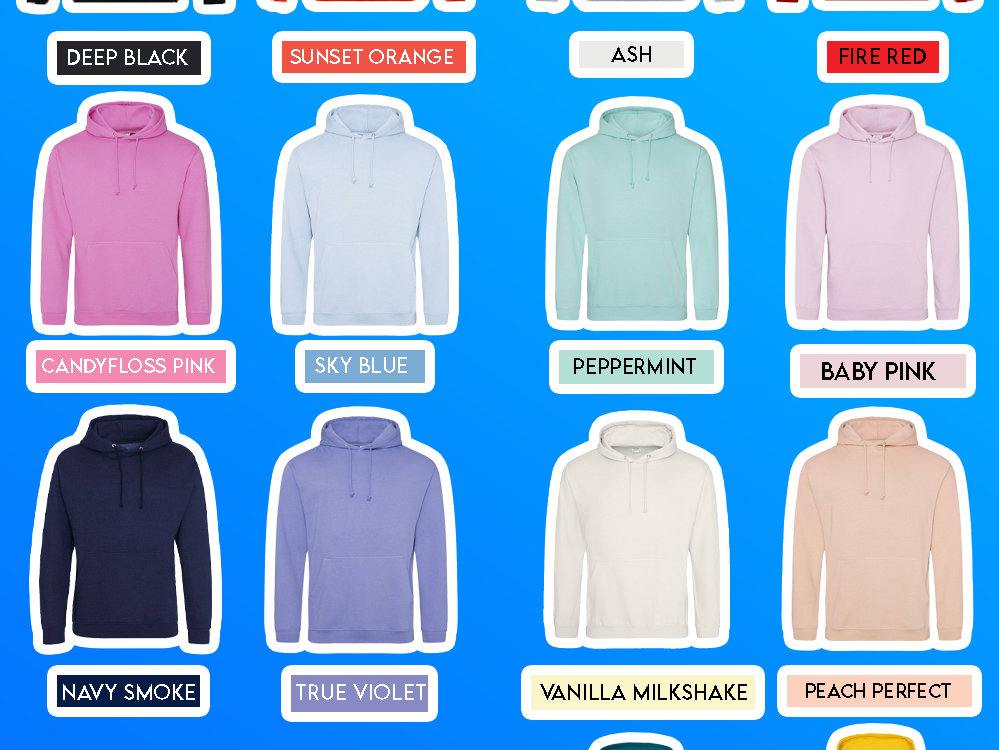 DEEP BLACK
SUNSET ORANGE
ASH
FIRE RED
CANDYFLOSS PINK
SKY BLUE
PEPPERMINT
BABY PINK
NAVY SMOKE
TRUE VIOLET
VANILLA MILKSHAKE
PEACH PERFECT